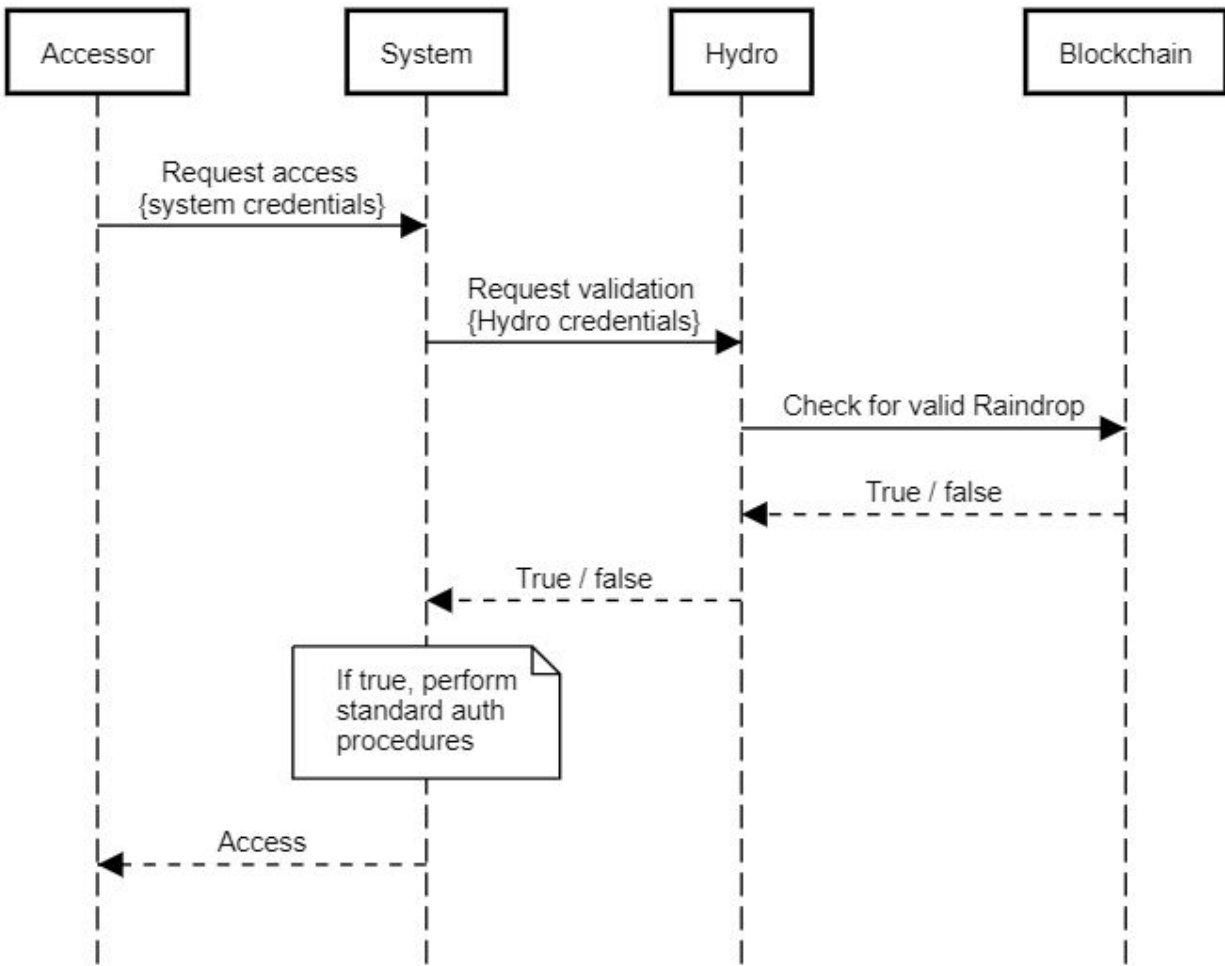 Accessor
System
Hydro
Blockchain
Request access
{system credentials}
Request validation
{Hydro credentials}
Check for valid Raindrop
True / false
True / false
If true, perform
standard auth
procedures
Access